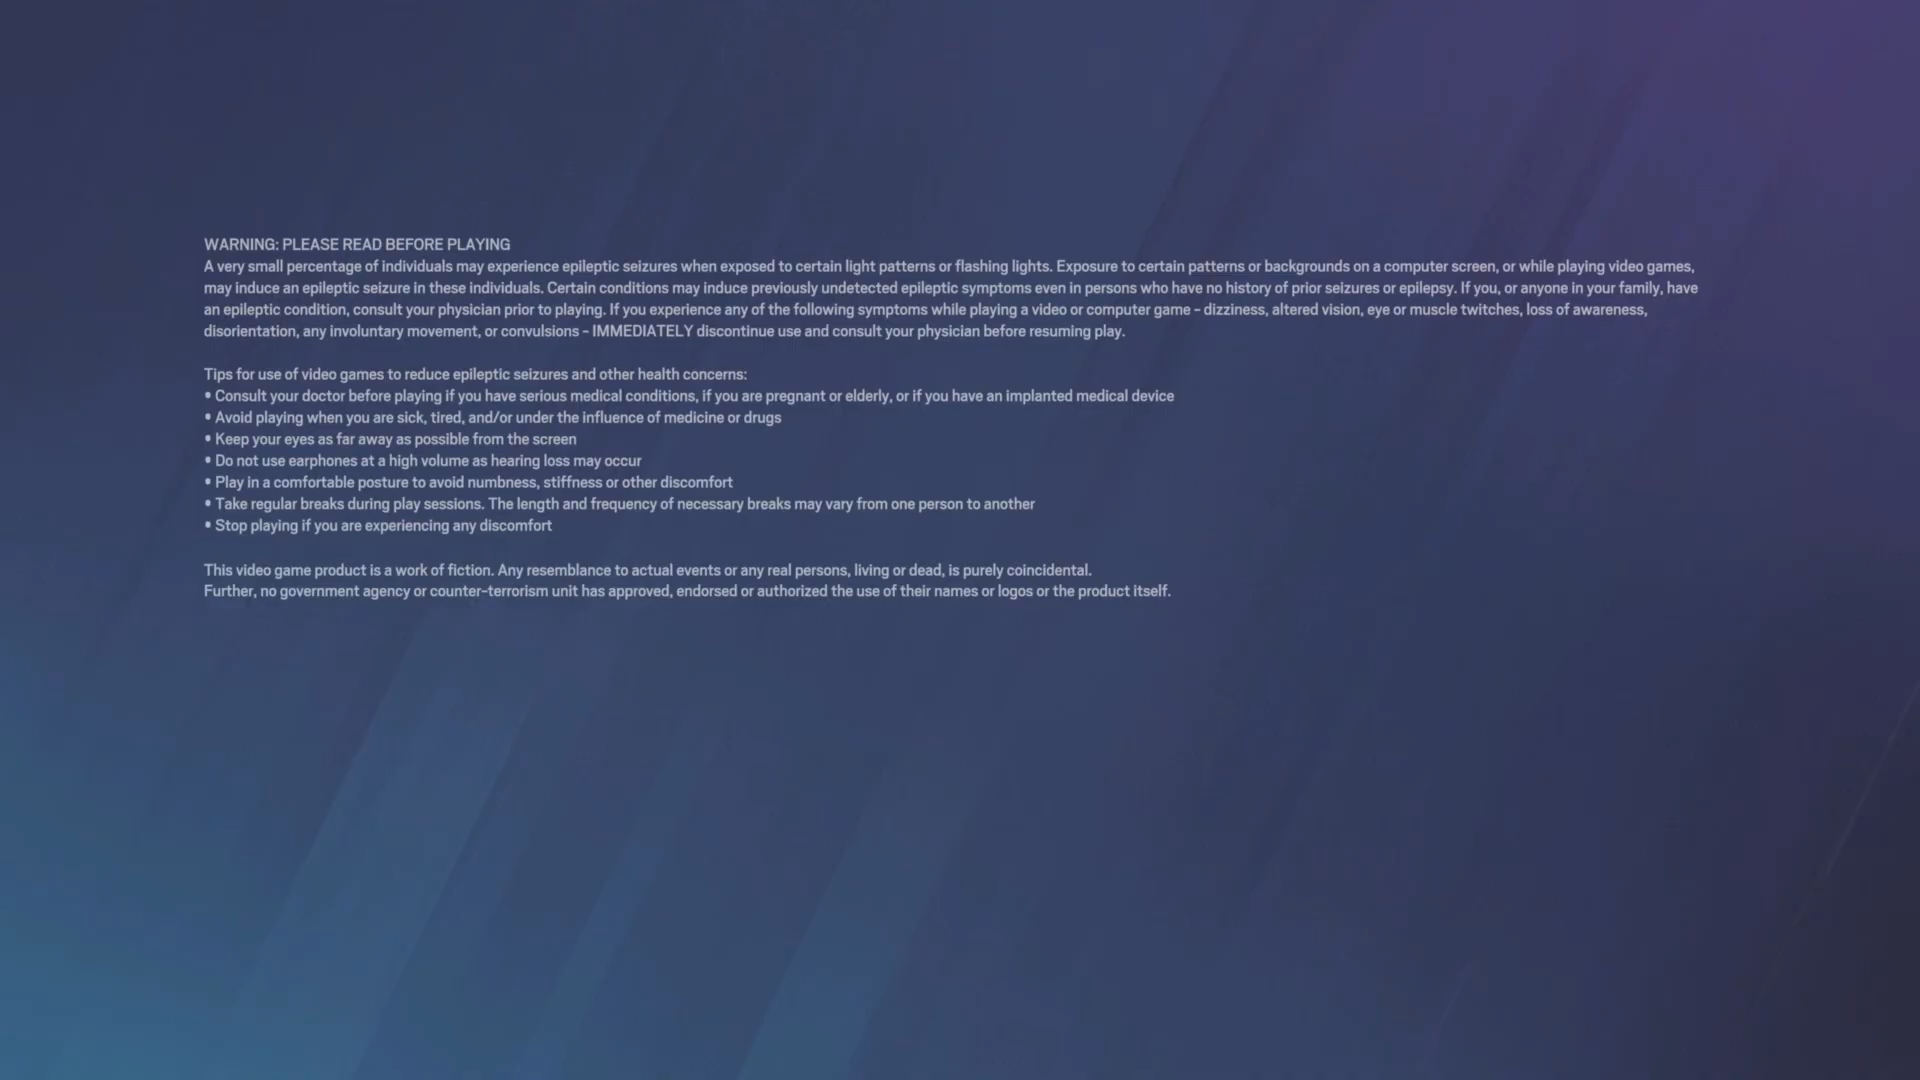 WARNING: PLEASE READ BEFORE PLAYING
A very small percentage of individuals may experience epileptic seizures when exposed to certain light patterns or flashing lights. Exposure to certain patterns or backgrounds on a computer screen, or while playing video games,
may induce an epileptic seizure in these individuals. Certain conditions may induce previously undetected epileptic symptoms even in persons who have no history of prior seizures or epilepsy. If you, or anyone in your family, have
an epileptic condition, consult your physician prior to playing. If you experience any of the following symptoms while playing a video or computer game - dizziness, altered vision, eye or muscle twitches, loss of awareness,
disorientation, any involuntary movement, or convulsions - IMMEDIATELY discontinue use and consult your physician before resuming play.
Tips for use of video games to reduce epileptic seizures and other health concerns:
• Consult your doctor before playing if you have serious medical conditions, if you are pregnant or elderly, or if you have an implanted medical device
• Avoid playing when you are sick, tired, and/or under the influence of medicine or drugs
• Keep your eyes as far away as possible from the screen
• Do not use earphones at a high volume as hearing loss may occur
• Play in a comfortable posture to avoid numbness, stiffness or other discomfort
• Take regular breaks during play sessions. The length and frequency of necessary breaks may vary from one person to another
• Stop playing if you are experiencing any discomfort
This video game product is a work of fiction. Any resemblance to actual events or any real persons, living or dead, is purely coincidental.
Further, no government agency or counter-terrorism unit has approved, endorsed or authorized the use of their names or logos or the product itself.